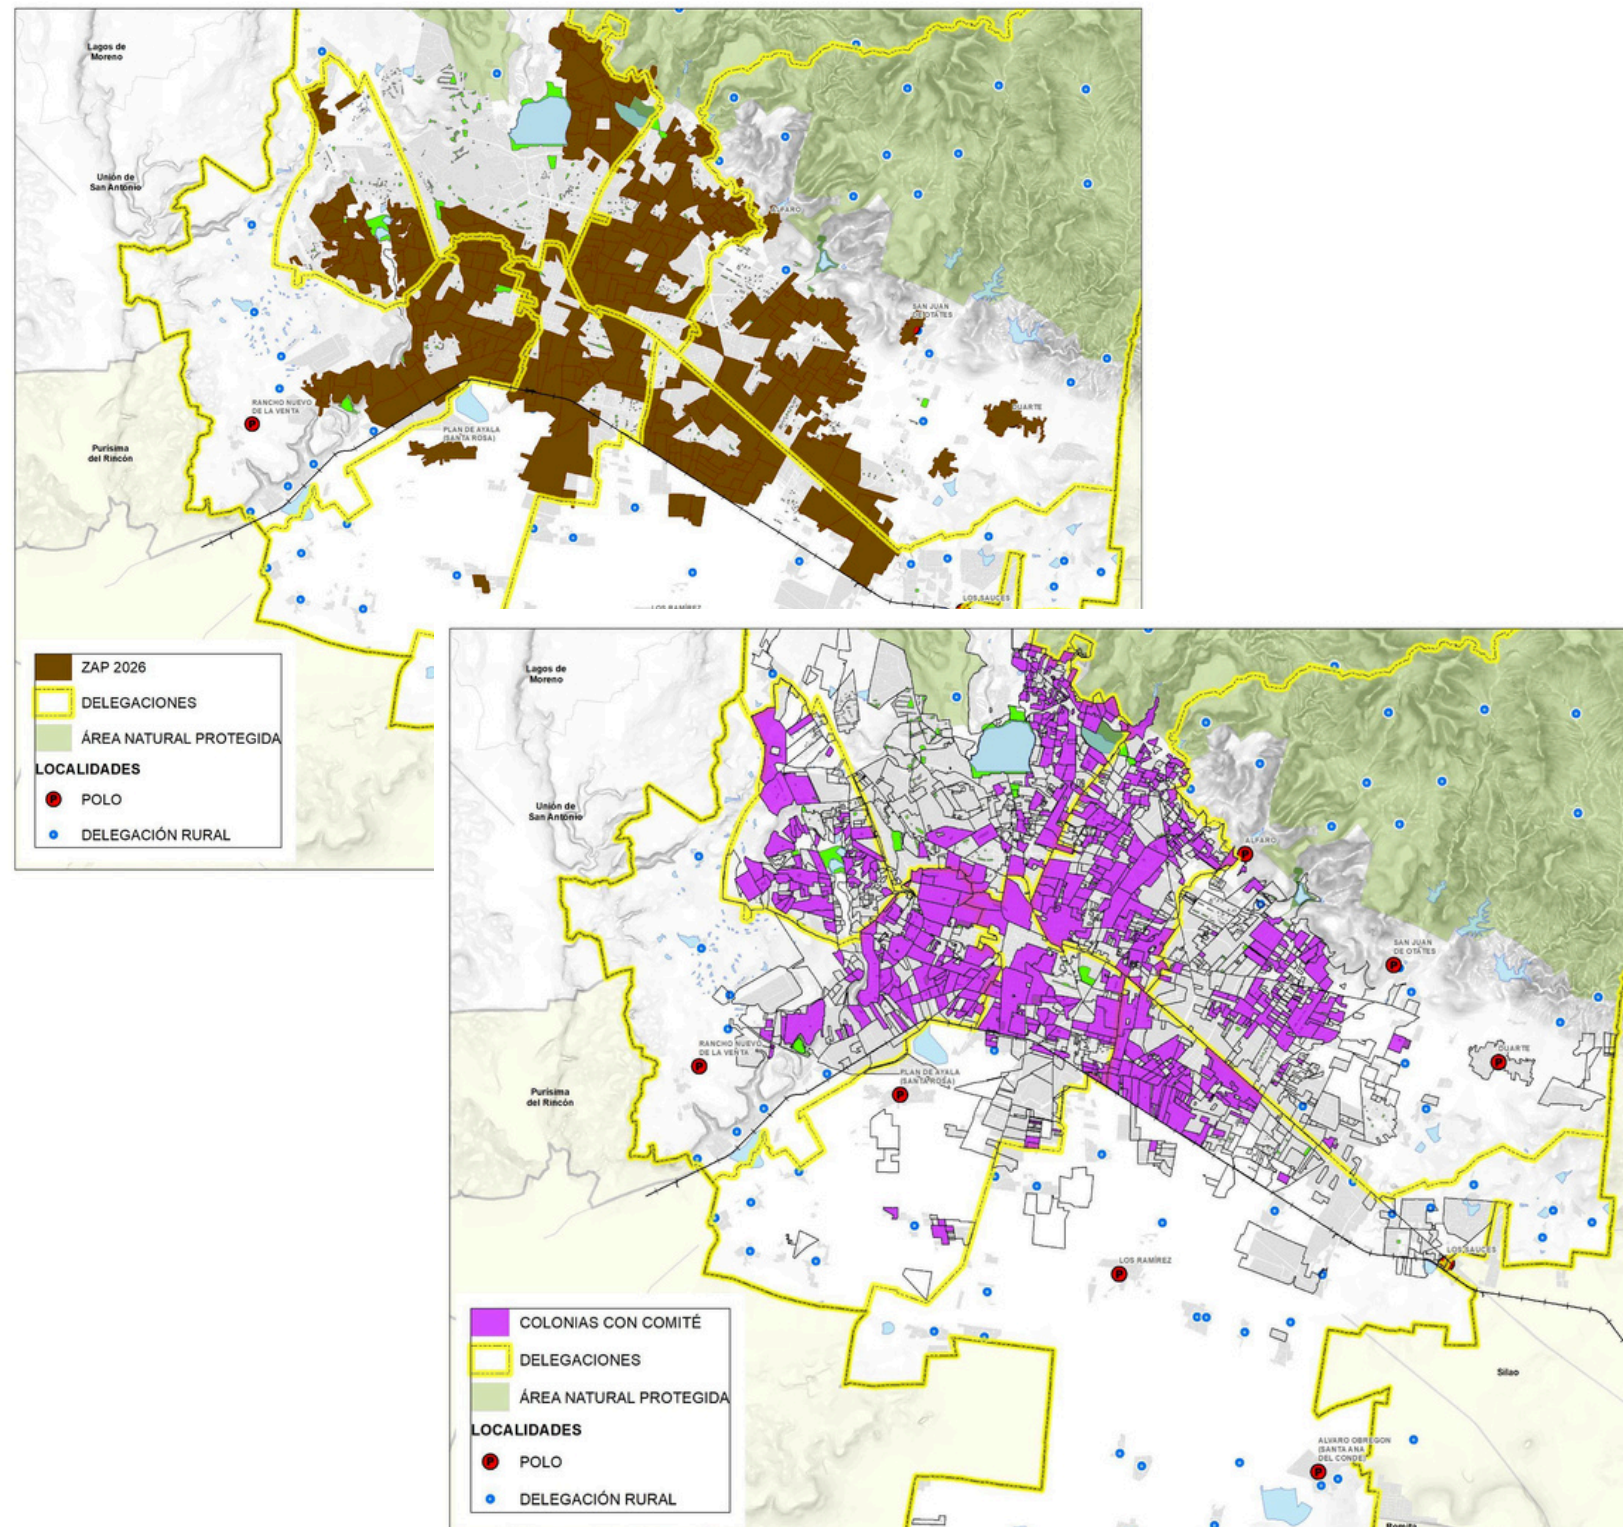 Lagos de
Moreno
Unión de
San Antonio
ALFARO
SAN JUAN
DE OTATES
DUARTE
RANCHO NUEVO
DE LA VENTA
P
PLAN DE AYALA
(SANTA ROSA)
Purísima
del Rincón
LOS SAUCES
LOS RAMÍREZ
ZAP 2026
DELEGACIONES
ÁREA NATURAL PROTEGIDA
LOCALIDADES
P POLO
DELEGACIÓN RURAL
Lagos de
Moreno
Unión de
San Antonio
ALFARO
P
SAN JUAN
DE OTATES
P
RANCHO NUEVO
DE LA VENTA
P
DUARTE
P
PLAN DE AYALA
(SANTA ROSA)
P
Purísima
del Rincón
LOS SAUCES
LOS RAMÍREZ
P
Silao
ALVARO OBREGON
(SANTA ANA
DEL CONDE)
P
Romita
COLONIAS CON COMITÉ
DELEGACIONES
ÁREA NATURAL PROTEGIDA
LOCALIDADES
P POLO
DELEGACIÓN RURAL